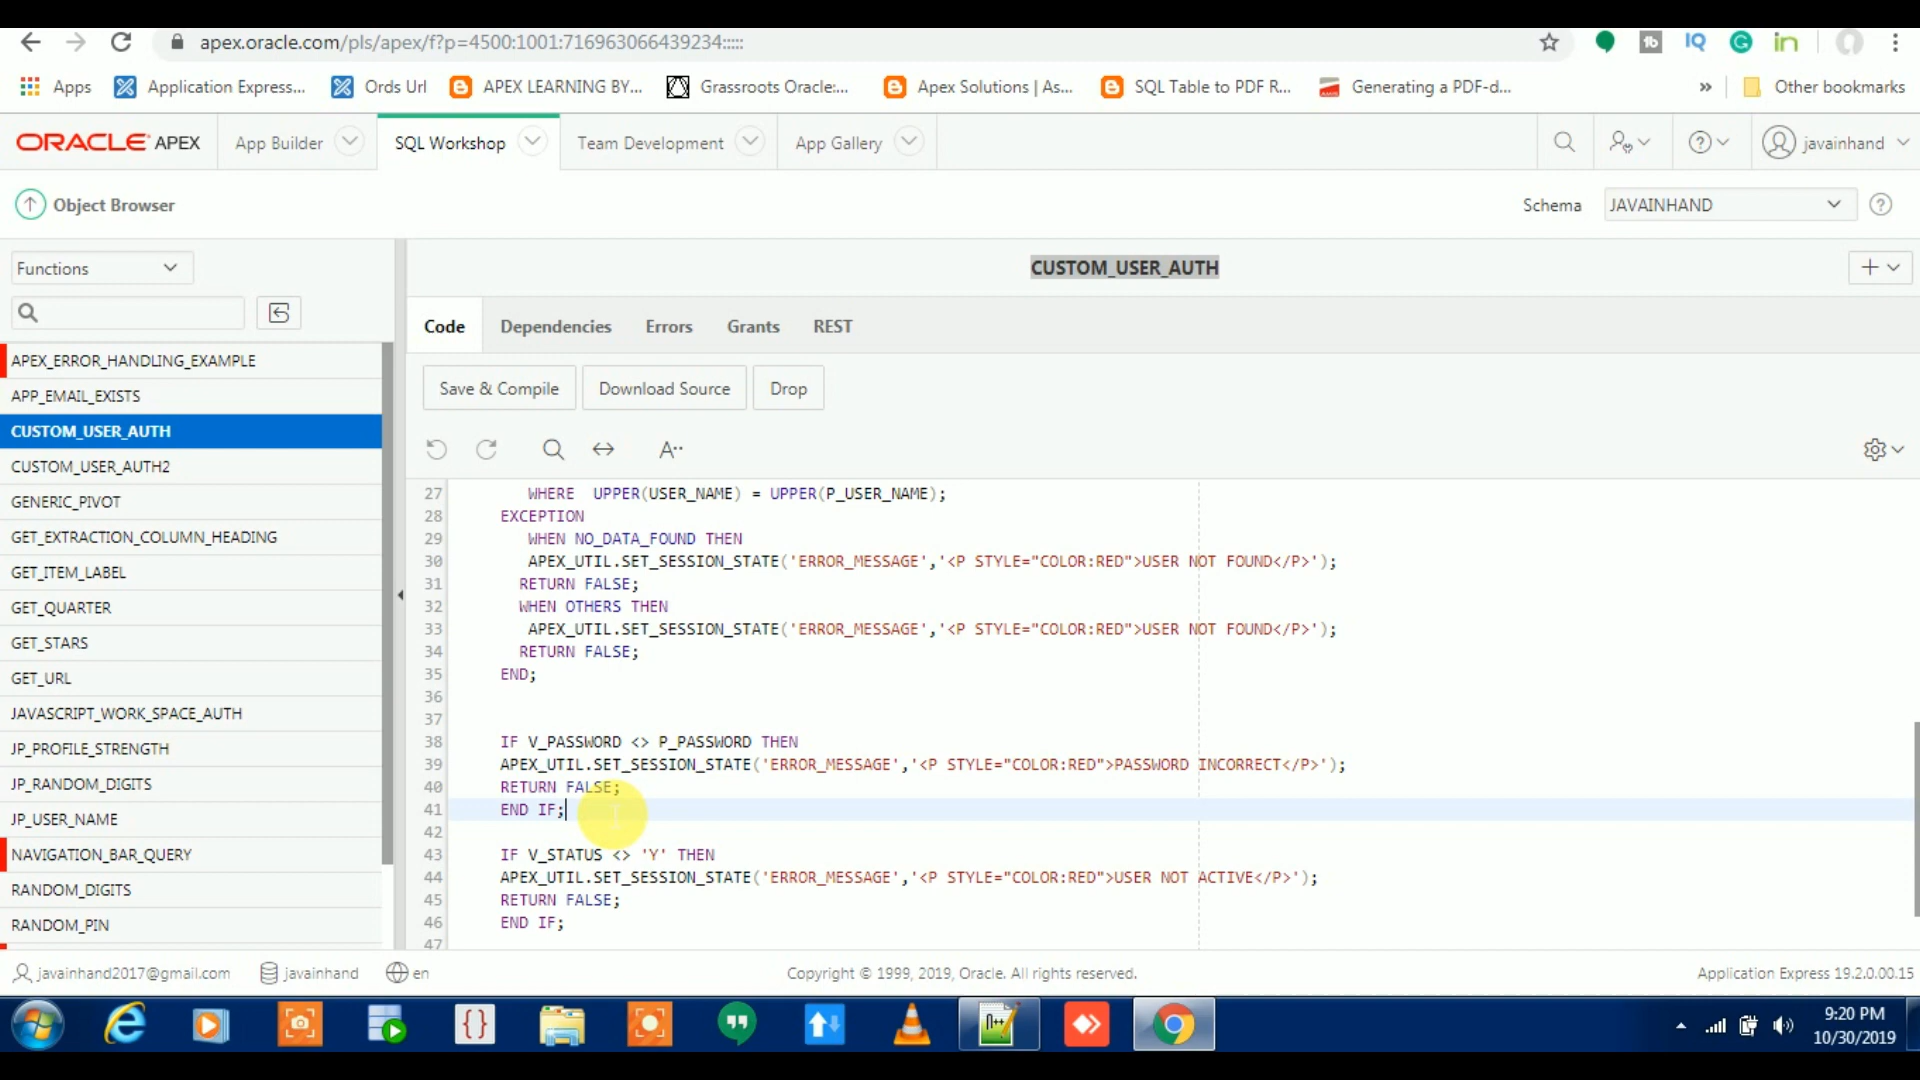 apex.oracle.com/pls/apex/f?p=4500:1001:716963066439234:::::
Apps Application Express... Ords Url APEX LEARNING BY... Grassroots Oracle:... Apex Solutions | As... SQL Table to PDF R... Generating a PDF-d... » Other bookmarks
ORACLE APEX App Builder SQL Workshop Team Development App Gallery javainhand
Object Browser Schema JAVAINHAND
Functions
CUSTOM_USER_AUTH
Code Dependencies Errors Grants REST
APEX_ERROR_HANDLING_EXAMPLE
APP_EMAIL_EXISTS
CUSTOM_USER_AUTH
CUSTOM_USER_AUTH2
GENERIC_PIVOT
GET_EXTRACTION_COLUMN_HEADING
GET_ITEM_LABEL
GET_QUARTER
GET_STARS
GET_URL
JAVASCRIPT_WORK_SPACE_AUTH
JP_PROFILE_STRENGTH
JP_RANDOM_DIGITS
JP_USER_NAME
NAVIGATION_BAR_QUERY
RANDOM_DIGITS
RANDOM_PIN
Save & Compile Download Source Drop
27 WHERE UPPER(USER_NAME) = UPPER(P_USER_NAME);
28 EXCEPTION
29 WHEN NO_DATA_FOUND THEN
30 APEX_UTIL.SET_SESSION_STATE('ERROR_MESSAGE','<P STYLE="COLOR:RED">USER NOT FOUND</P>');
31 RETURN FALSE;
32 WHEN OTHERS THEN
33 APEX_UTIL.SET_SESSION_STATE('ERROR_MESSAGE','<P STYLE="COLOR:RED">USER NOT FOUND</P>');
34 RETURN FALSE;
35 END;
36
37
38 IF V_PASSWORD <> P_PASSWORD THEN
39 APEX_UTIL.SET_SESSION_STATE('ERROR_MESSAGE','<P STYLE="COLOR:RED">PASSWORD INCORRECT</P>');
40 RETURN FALSE;
41 END IF;
42
43 IF V_STATUS <> 'Y' THEN
44 APEX_UTIL.SET_SESSION_STATE('ERROR_MESSAGE','<P STYLE="COLOR:RED">USER NOT ACTIVE</P>');
45 RETURN FALSE;
46 END IF;
47
javainhand2017@gmail.com javainhand en Copyright © 1999, 2019, Oracle. All rights reserved. Application Express 19.2.0.00.15
9:20 PM
10/30/2019